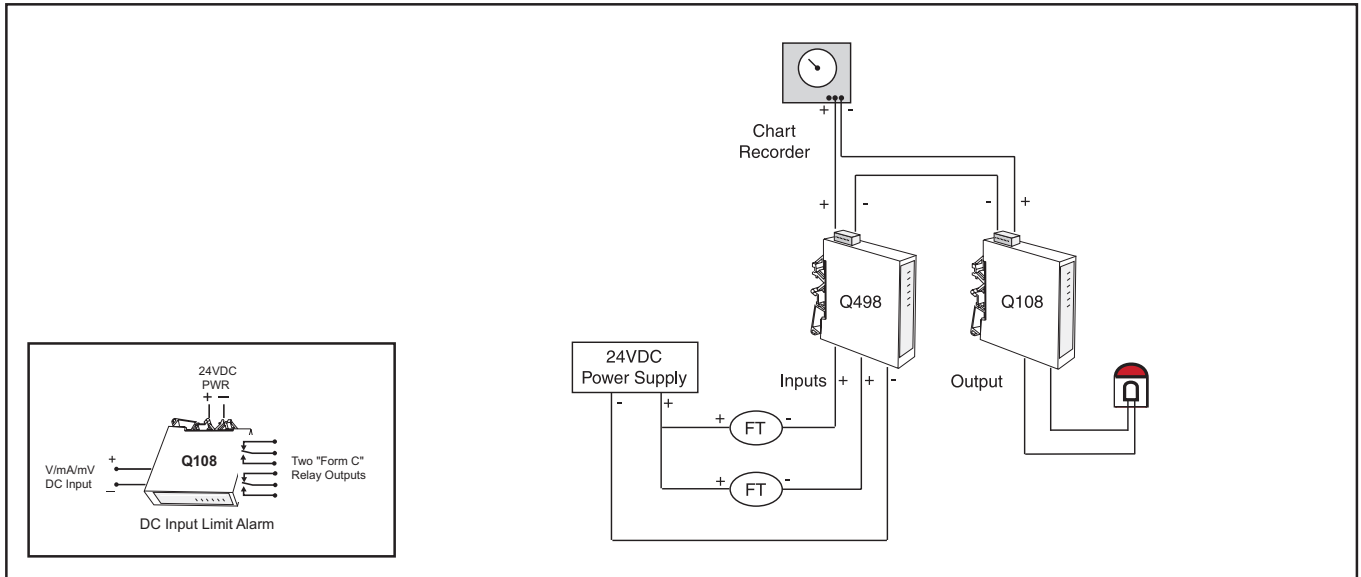 + -
Chart
Recorder
+ - - +
Q498 Q108
24VDC
Power Supply
Inputs + + - Output
- +
+ FT -
+ FT -
24VDC
PWR
+ —
Q108
+
V/mA/mV
DC Input
—
Two "Form C"
Relay Outputs
DC Input Limit Alarm